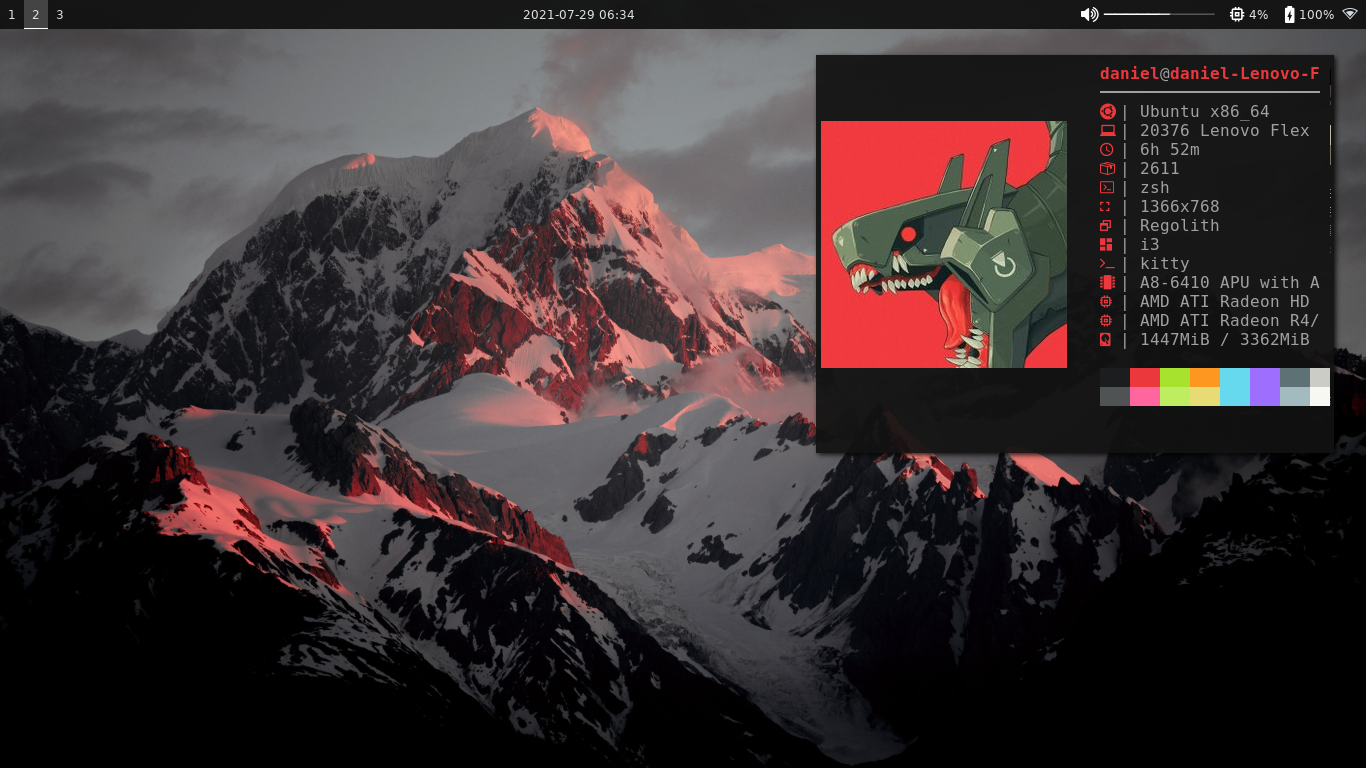 1 2 3 2021-07-29 06:34 4% 100%
daniel@daniel-Lenovo-F
| Ubuntu x86_64
| 20376 Lenovo Flex
| 6h 52m
| 2611
| zsh
| 1366x768
| Regolith
| i3
| kitty
| A8-6410 APU with A
| AMD ATI Radeon HD
| AMD ATI Radeon R4/
| 1447MiB / 3362MiB